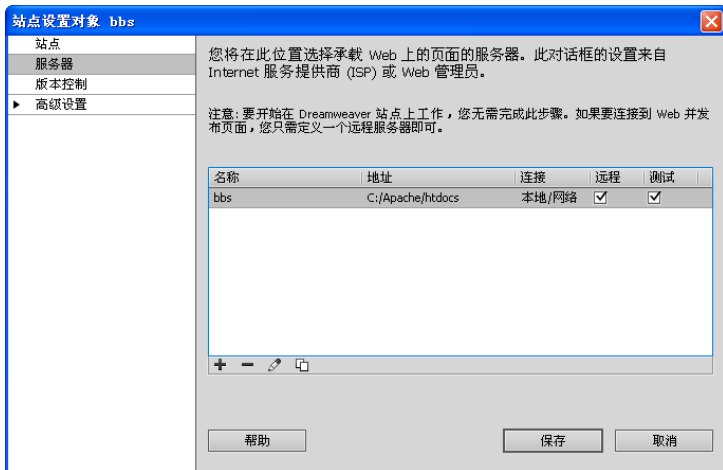 站点设置对象 bbs
站点
服务器
版本控制
高级设置
您将在此位置选择承载 Web 上的页面的服务器。此对话框的设置来自
Internet 服务提供商 (ISP) 或 Web 管理员。
注意: 要开始在 Dreamweaver 站点上工作，您无需完成此步骤。如果要连接到 Web 并发
布页面，您只需定义一个远程服务器即可。
名称 地址 连接 远程 测试
bbs C:/Apache/htdocs 本地/网络
帮助 保存 取消